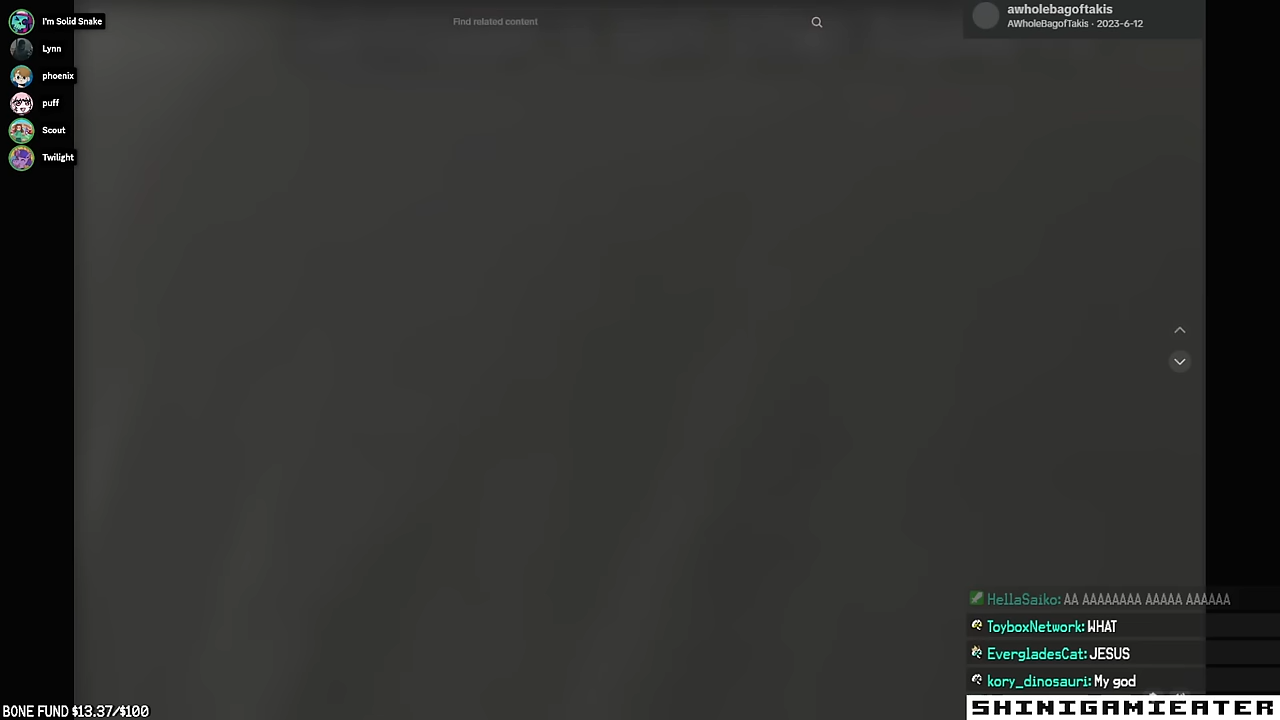 I'm Solid Snake
Lynn
phoenix
puff
Scout
Twilight
Find related content
awholebagoftakis
AWholeBagofTakis · 2023-6-12
HellaSaiko: AA AAAAAAAA AAAAA AAAAAA
ToyboxNetwork: WHAT
EvergladesCat: JESUS
kory_dinosauri: My god
BONE FUND $13.37/$100
SHINIGAMIEATER